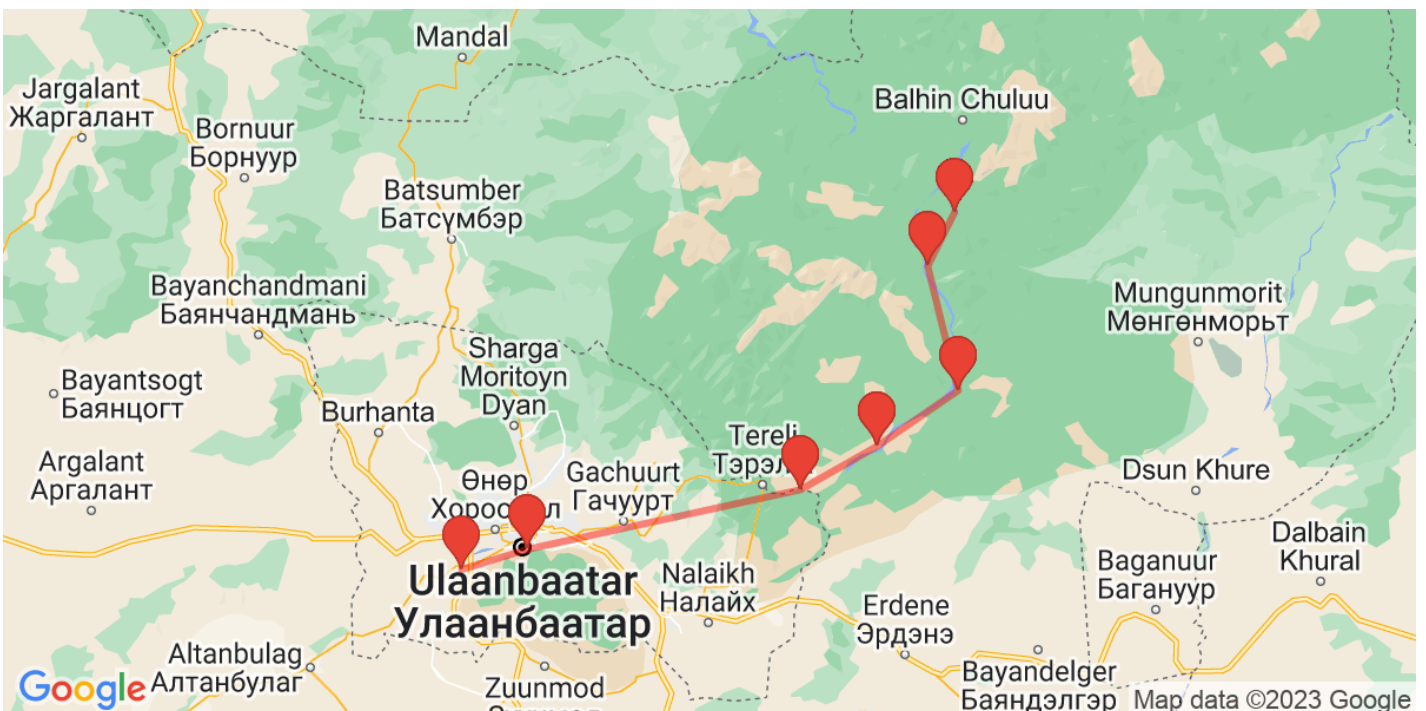 Mandal
Jargalant
Жаргалант
Bornuur
Борнуур
Balhin Chuluu
Batsumber
Батсүмбэр
Bayanchandmani
Баянчандмань
Mungunmorit
Мөнгөнморьт
Sharga
Moritoyn
Dyan
Bayantsogt
Баянцогт
Burhanta
Tereli
Argalant
Аргалант
Өнөр
Gachuurt
Гачуурт
Dsun Khure
Dalbain
Khural
Ulaanbaatar
Улаанбаатар
Nalaikh
Налайх
Baganuur
Багануур
Erdene
Эрдэнэ
Altanbulag
Алтанбулаг
Zuunmod
Bayandelger
Баяндэлгэр
Google
Map data ©2023 Google